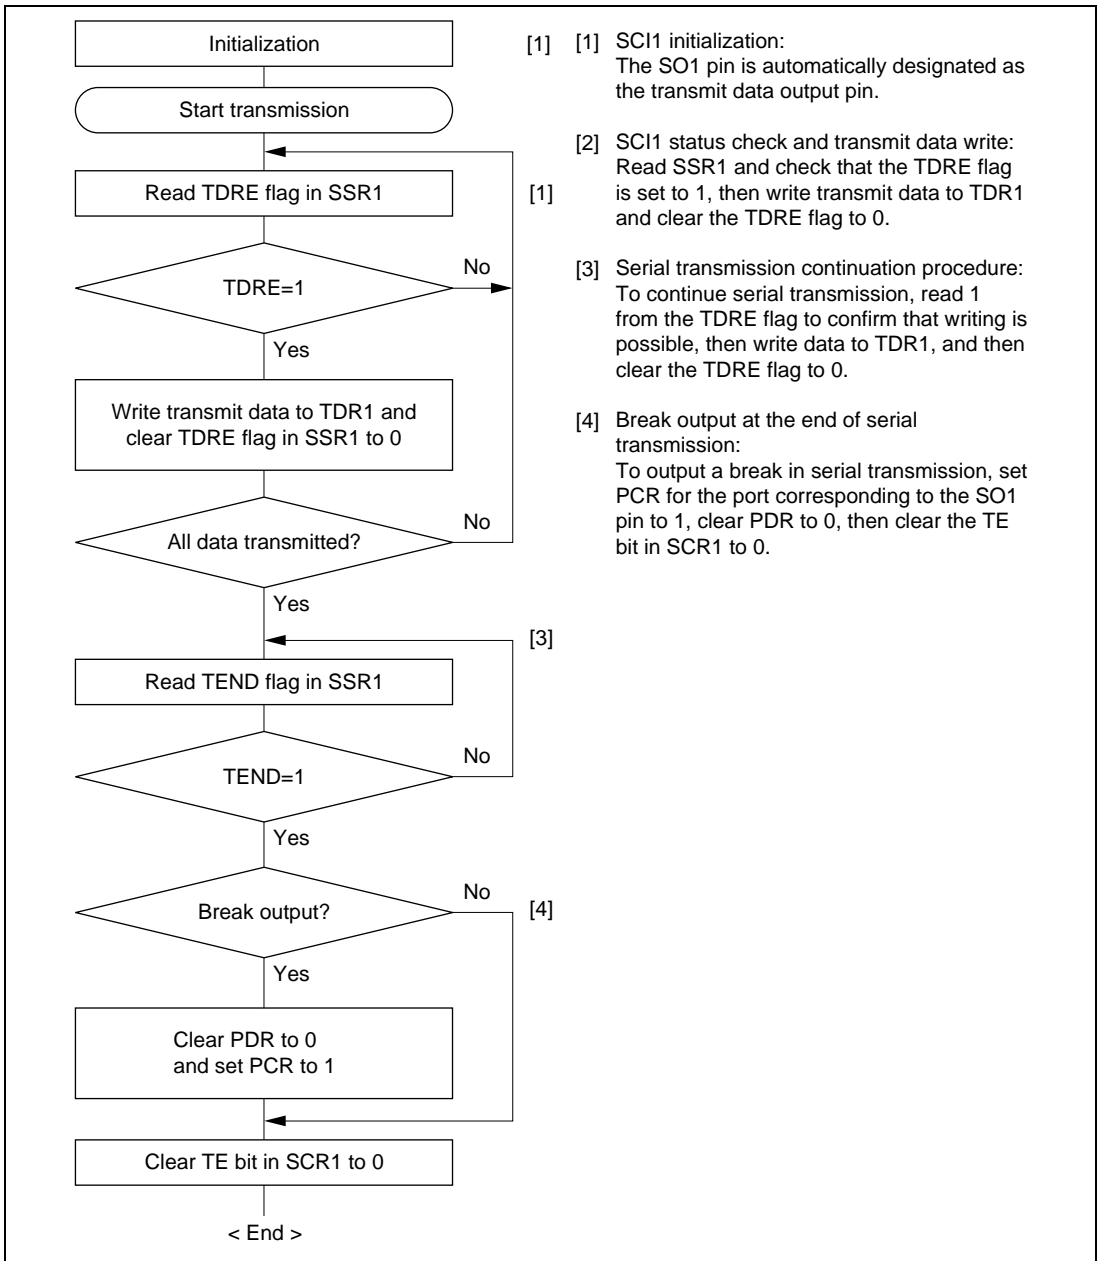 Initialization
[1]
Start transmission
Read TDRE flag in SSR1
[1]
TDRE=1
No
Yes
Write transmit data to TDR1 and
clear TDRE flag in SSR1 to 0
All data transmitted?
No
Yes
[3]
Read TEND flag in SSR1
TEND=1
No
Yes
Break output?
No
[4]
Yes
Clear PDR to 0
and set PCR to 1
Clear TE bit in SCR1 to 0
< End >
[1] SCI1 initialization:
The SO1 pin is automatically designated as
the transmit data output pin.
[2] SCI1 status check and transmit data write:
Read SSR1 and check that the TDRE flag
is set to 1, then write transmit data to TDR1
and clear the TDRE flag to 0.
[3] Serial transmission continuation procedure:
To continue serial transmission, read 1
from the TDRE flag to confirm that writing is
possible, then write data to TDR1, and then
clear the TDRE flag to 0.
[4] Break output at the end of serial
transmission:
To output a break in serial transmission, set
PCR for the port corresponding to the SO1
pin to 1, clear PDR to 0, then clear the TE
bit in SCR1 to 0.